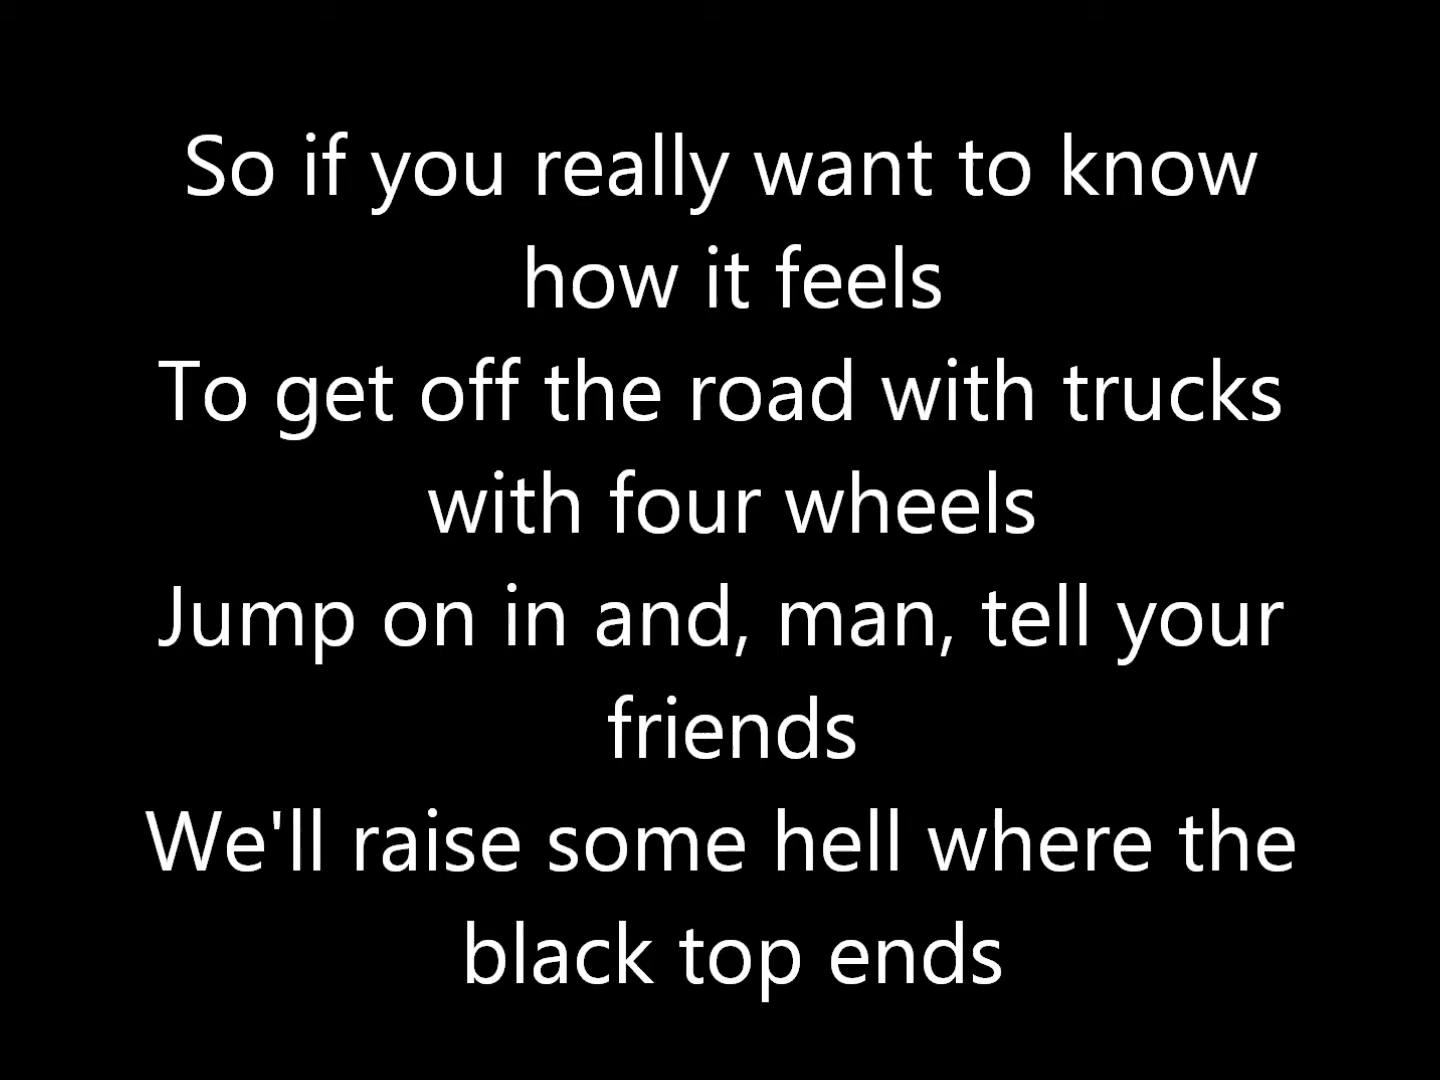 So if you really want to know
how it feels
To get off the road with trucks
with four wheels
Jump on in and, man, tell your
friends
We'll raise some hell where the
black top ends